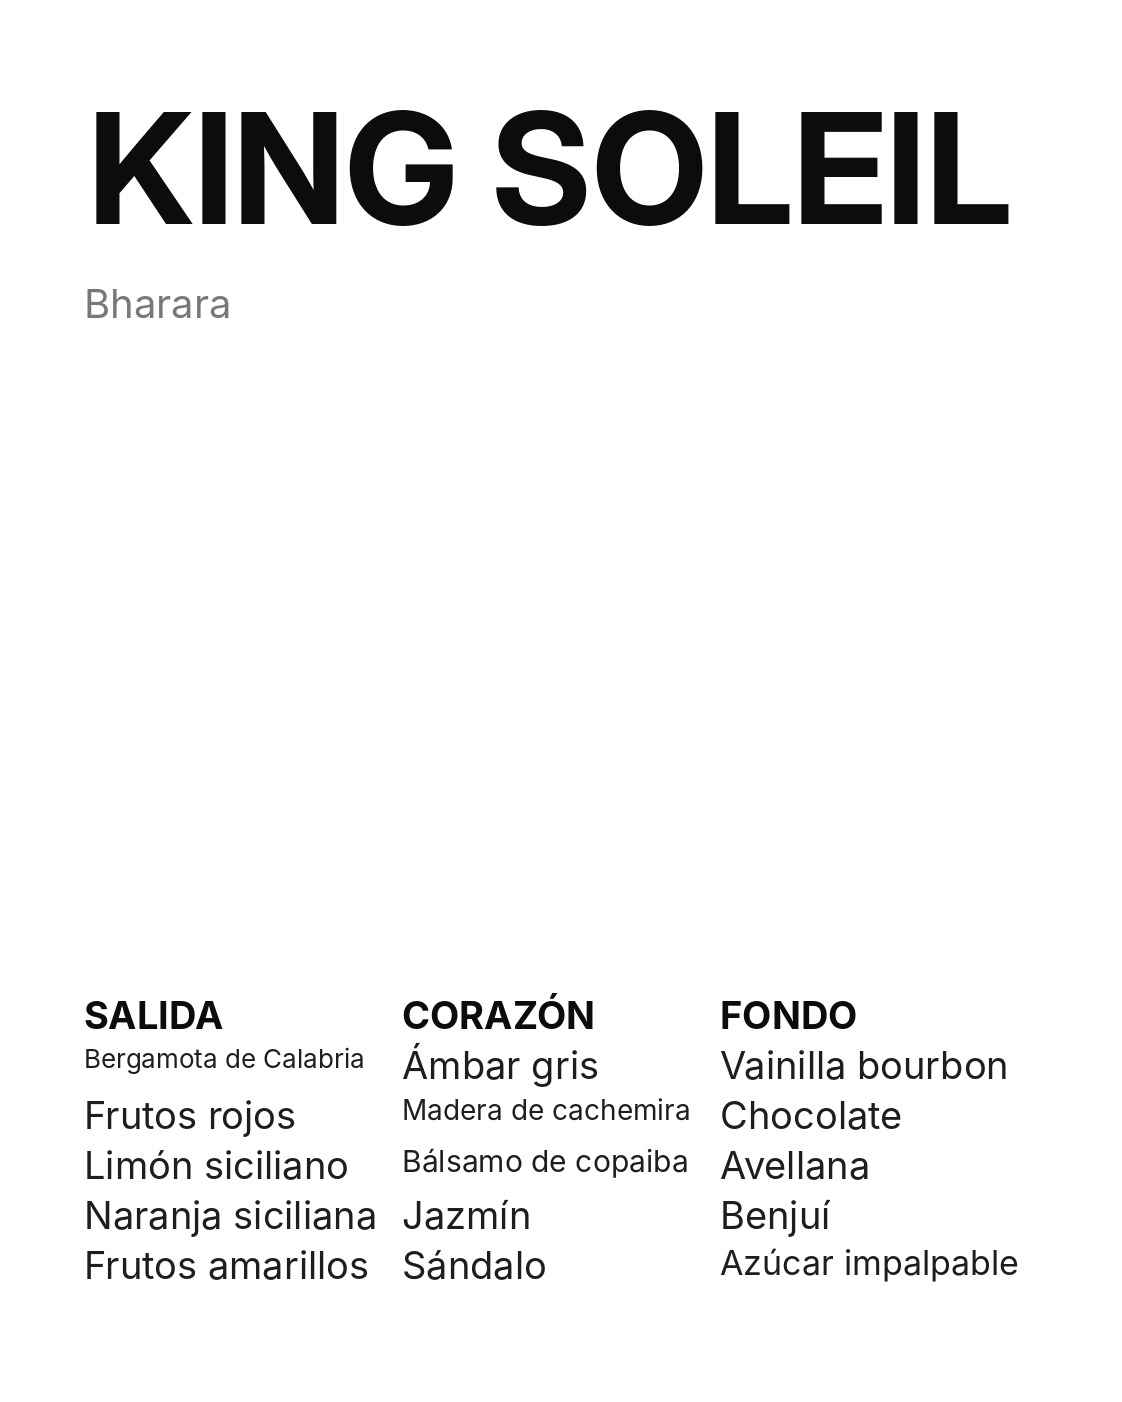 KING SOLEIL
Bharara
SALIDA
Bergamota de Calabria
Frutos rojos
Limón siciliano
Naranja siciliana
Frutos amarillos
CORAZÓN
Ámbar gris
Madera de cachemira
Bálsamo de copaiba
Jazmín
Sándalo
FONDO
Vainilla bourbon
Chocolate
Avellana
Benjuí
Azúcar impalpable